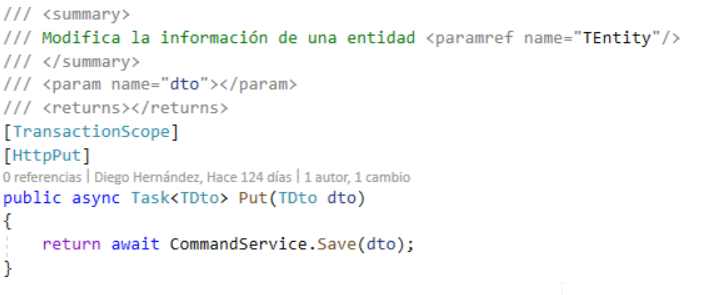 /// <summary>
/// Modifica la información de una entidad <paramref name="TEntity"/>
/// </summary>
/// <param name="dto"></param>
/// <returns></returns>
[TransactionScope]
[HttpPut]
0 referencias | Diego Hernández, Hace 124 días | 1 autor, 1 cambio
public async Task<TDto> Put(TDto dto)
{
    return await CommandService.Save(dto);
}